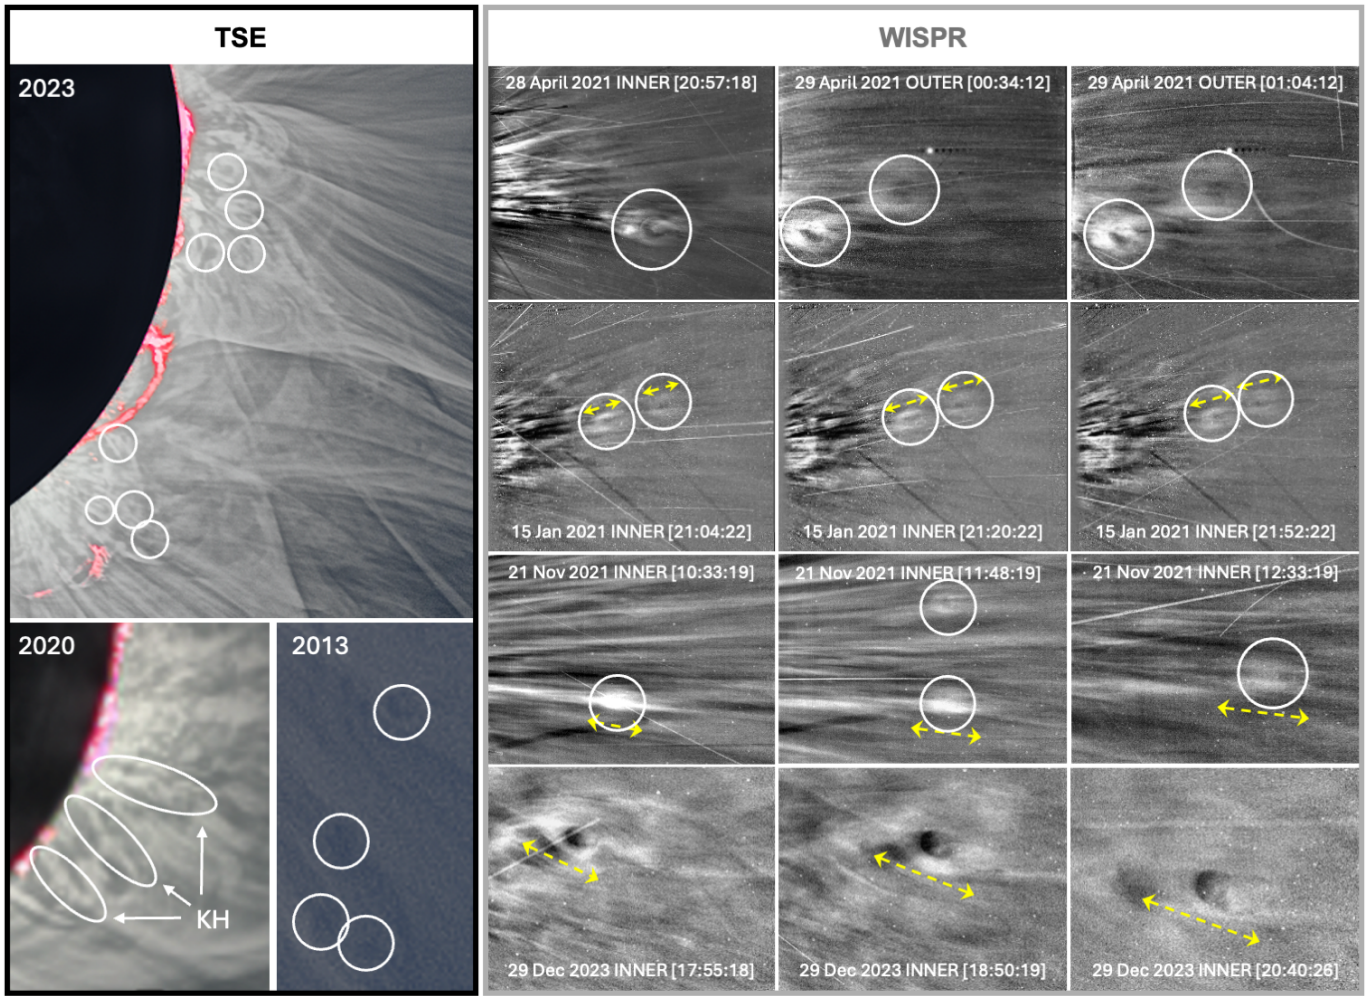 TSE
2023
2020
KH
2013
WISPR
28 April 2021 INNER [20:57:18]
29 April 2021 OUTER [00:34:12]
29 April 2021 OUTER [01:04:12]
15 Jan 2021 INNER [21:04:22]
15 Jan 2021 INNER [21:20:22]
15 Jan 2021 INNER [21:52:22]
21 Nov 2021 INNER [10:33:19]
21 Nov 2021 INNER [11:48:19]
21 Nov 2021 INNER [12:33:19]
29 Dec 2023 INNER [17:55:18]
29 Dec 2023 INNER [18:50:19]
29 Dec 2023 INNER [20:40:26]